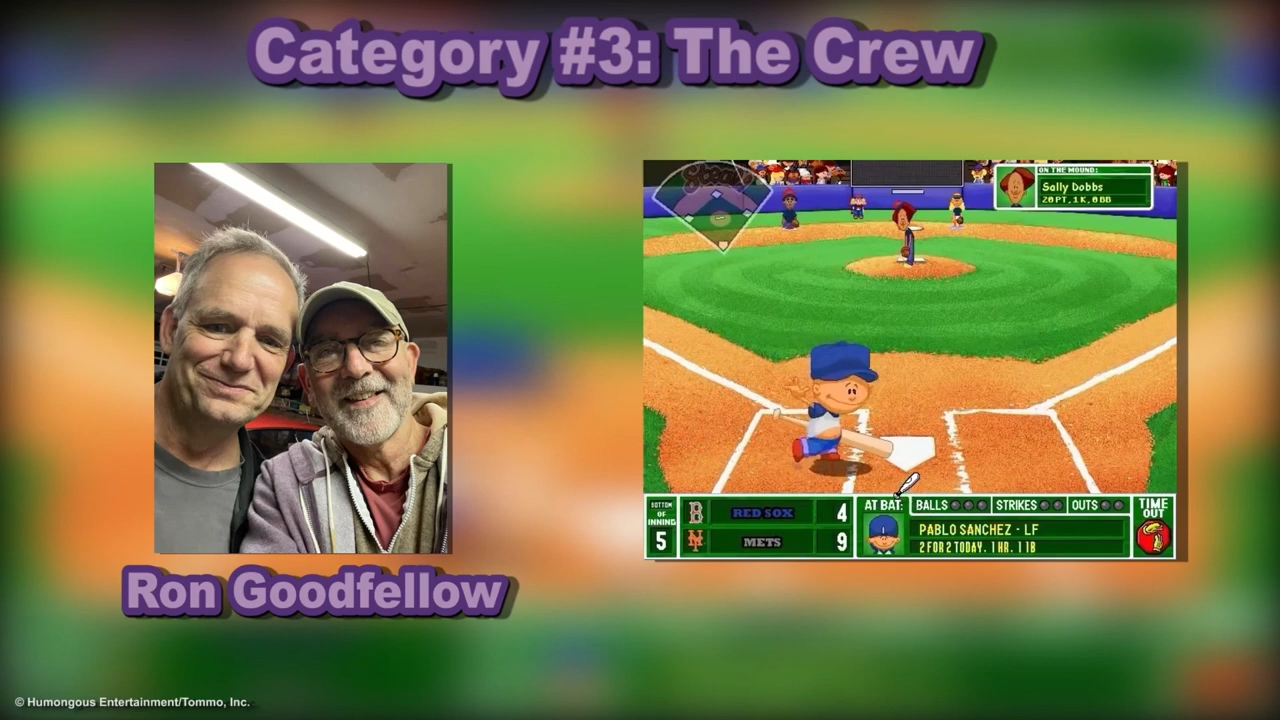 Category #3: The Crew
ON THE MOUND:
Sally Dobbs
20 PT, 1 K, 0 BB
BOTTOM
OF
INNING
5
B
RED SOX
4
METS
9
AT BAT:
BALLS
STRIKES
OUTS
PABLO SANCHEZ - LF
2 FOR 2 TODAY. 1 HR. 1 1B
TIME
OUT
Ron Goodfellow
© Humongous Entertainment/Tommo, Inc.